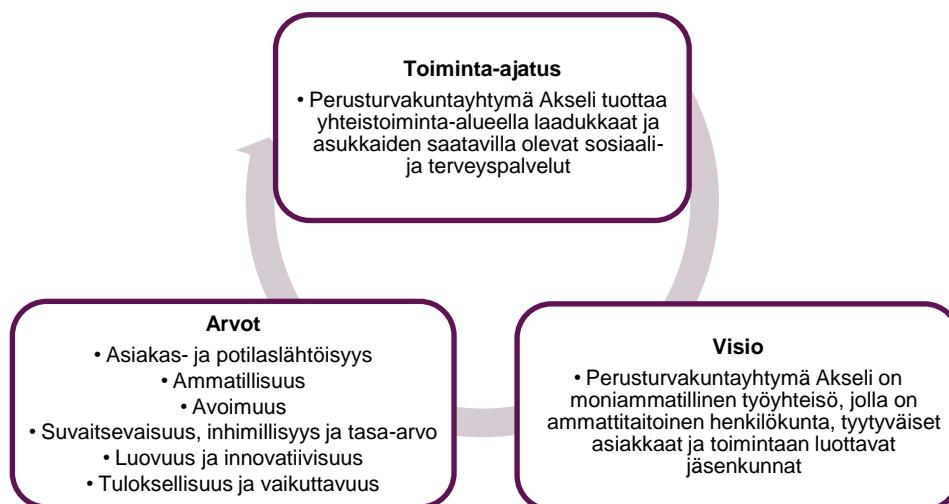 Toiminta-ajatus
• Perusturvakuntayhtymä Akseli tuottaa
yhteistoiminta-alueella laadukkaat ja
asukkaiden saatavilla olevat sosiaali-
ja terveyspalvelut
Arvot
• Asiakas- ja potilaslähtöisyys
• Ammatillisuus
• Avoimuus
• Suvaitsevaisuus, inhimillisyys ja tasa-arvo
• Luovuus ja innovatiivisuus
• Tuloksellisuus ja vaikuttavuus
Visio
• Perusturvakuntayhtymä Akseli on
moniammatillinen työyhteisö, jolla on
ammattitaitoinen henkilökunta, tyytyväiset
asiakkaat ja toimintaan luottavat
jäsenkunnat